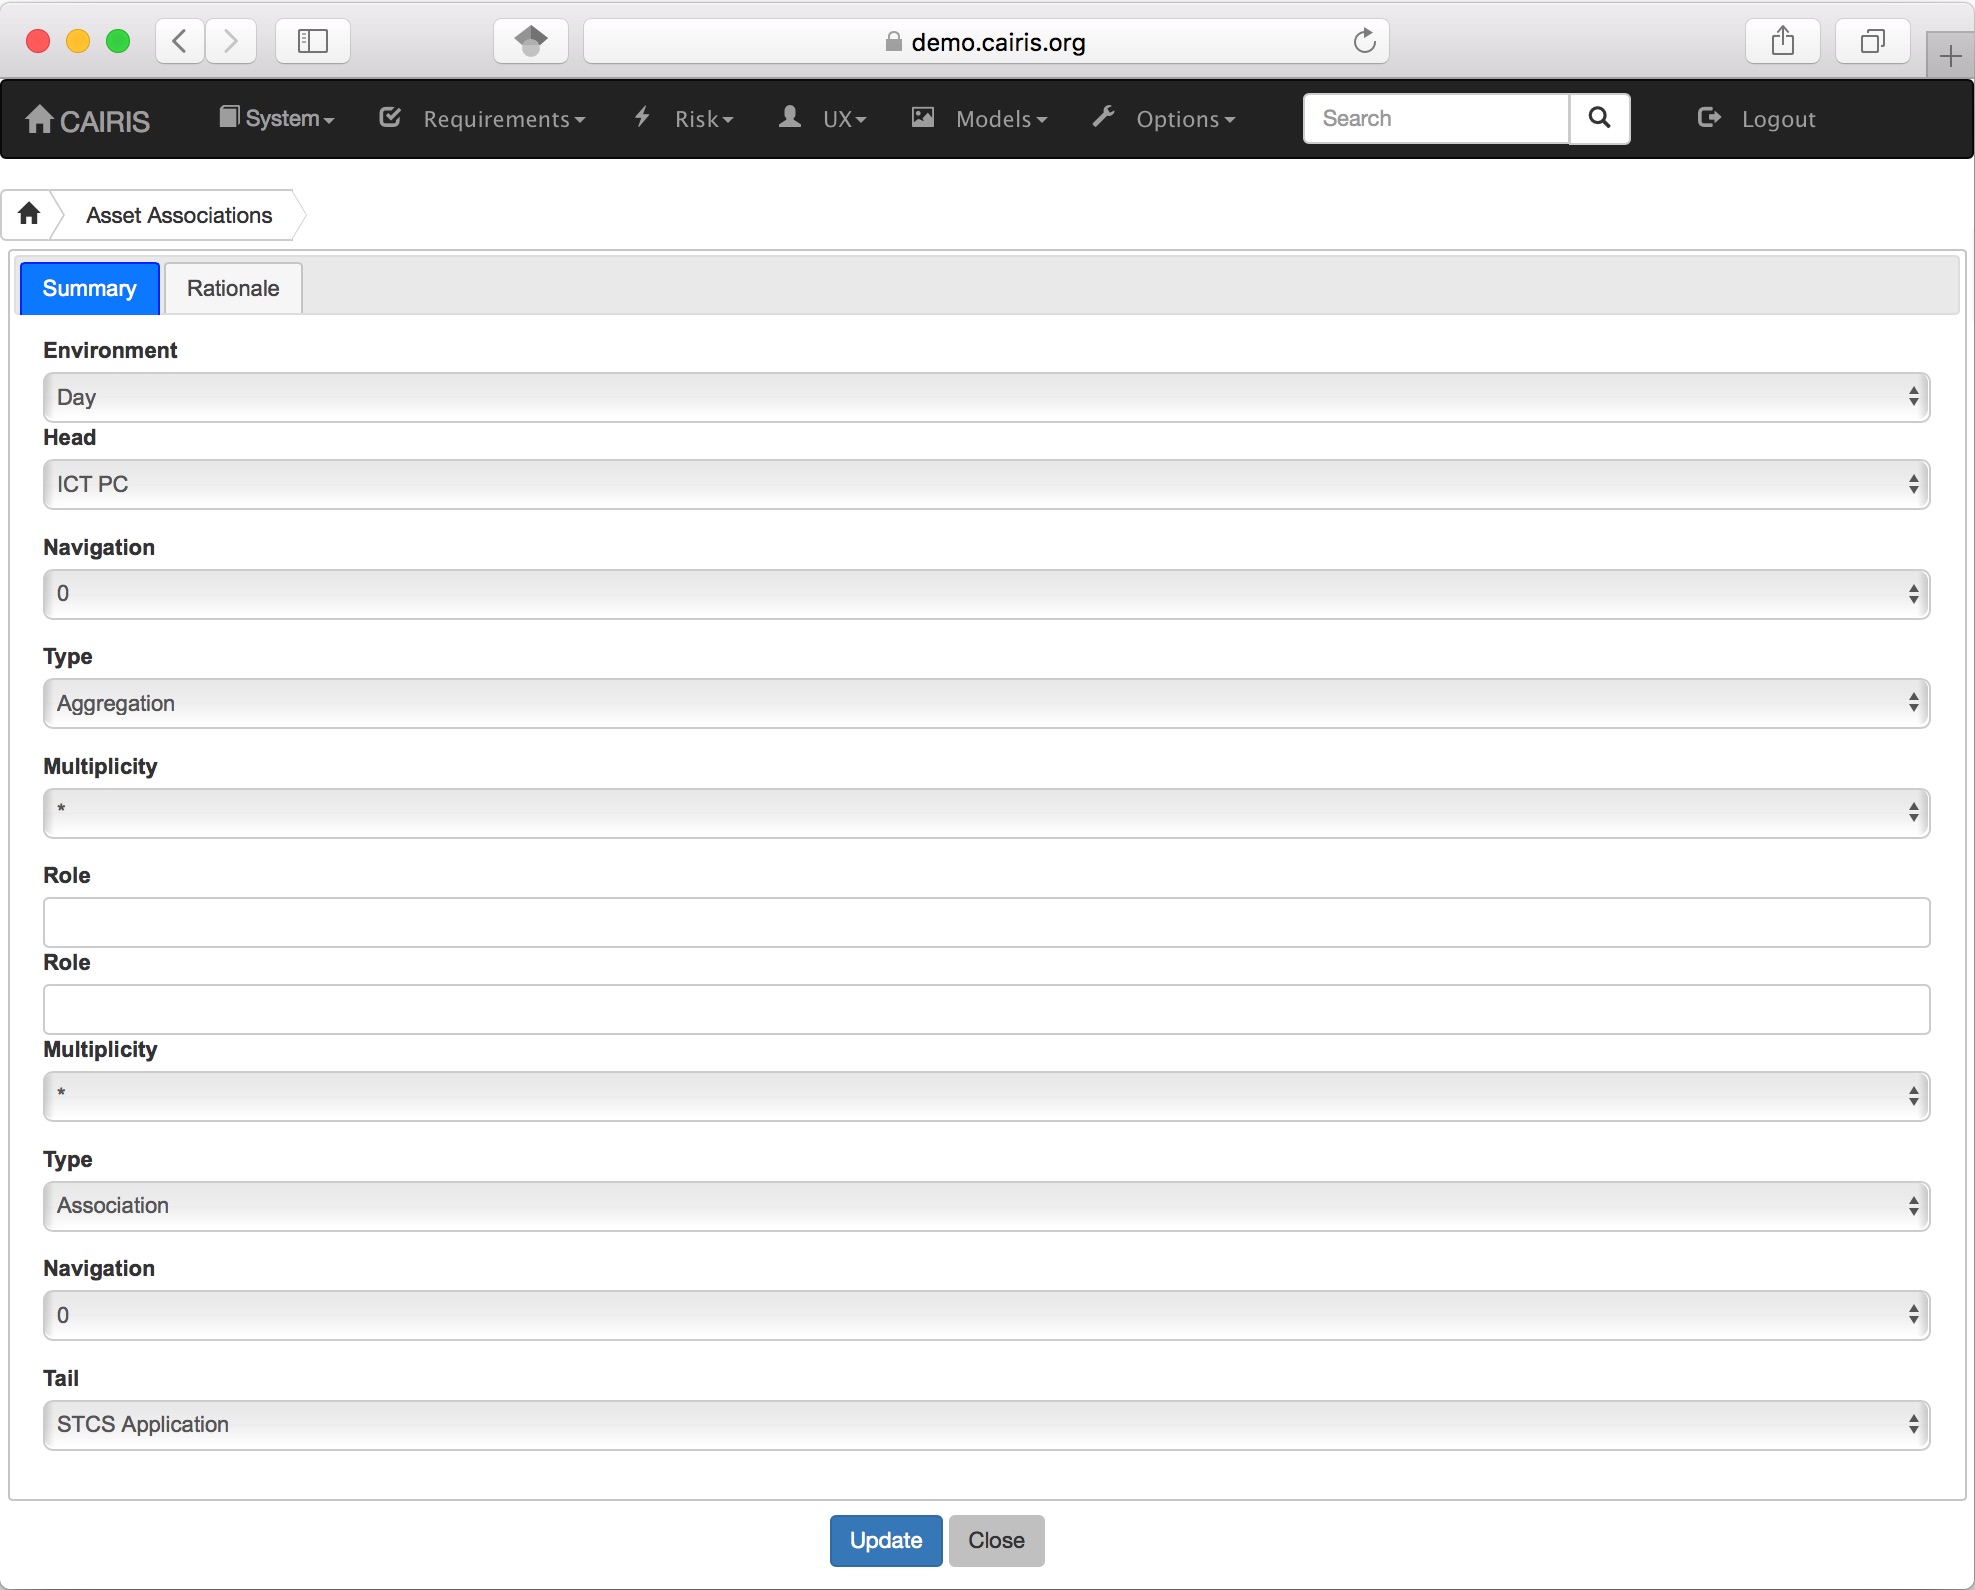 demo.cairis.org
CAIRIS System Requirements Risk UX Models Options Search Logout
Asset Associations
Summary Rationale
Environment
Day
Head
ICT PC
Navigation
0
Type
Aggregation
Multiplicity
*
Role
Role
Multiplicity
*
Type
Association
Navigation
0
Tail
STCS Application
Update Close